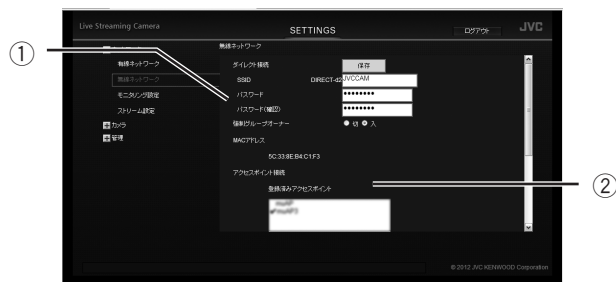 Live Streaming Camera
SETTINGS
ログアウト
JVC
無線ネットワーク
有線ネットワーク
ダイレクト接続
保存
無線ネットワーク
SSID
DIRECT-d2
JVCCAM
モニタリング設定
パスワード
••••••••
ストリーム設定
パスワード(確認)
••••••••
カメラ
強制グループオーナー
切
入
管理
MACアドレス
5C:33:8E:B4:C1:F3
アクセスポイント接続
登録済みアクセスポイント
© 2012 JVC KENWOOD Corporation
①
②